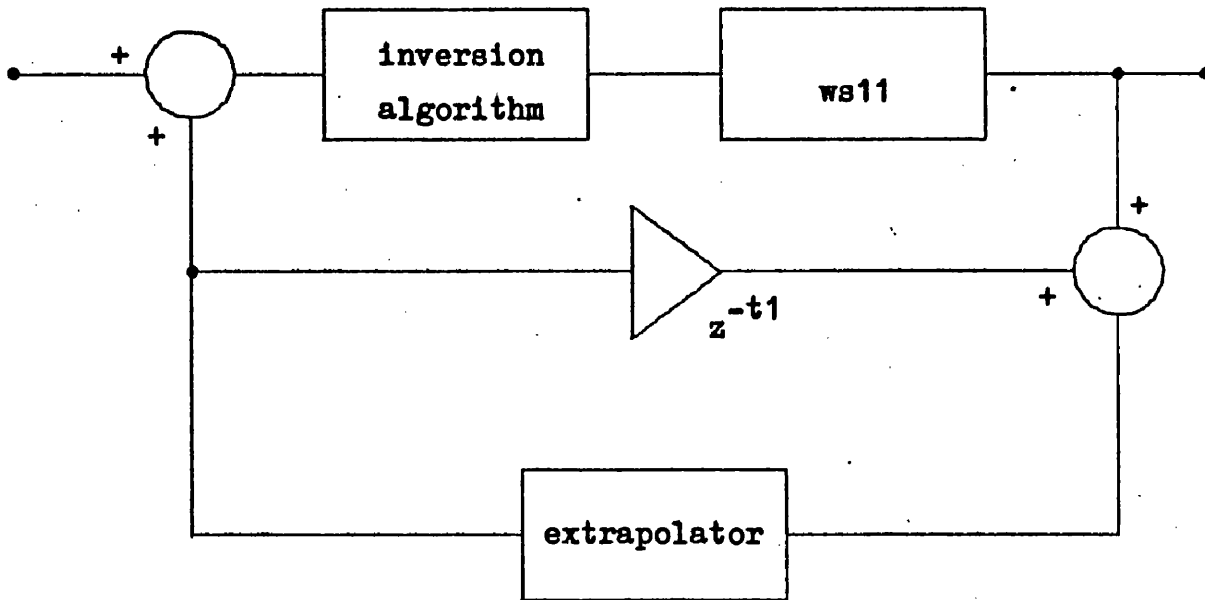 +
inversion
algorithm
ws11
+
+
z-t1
+
extrapolator